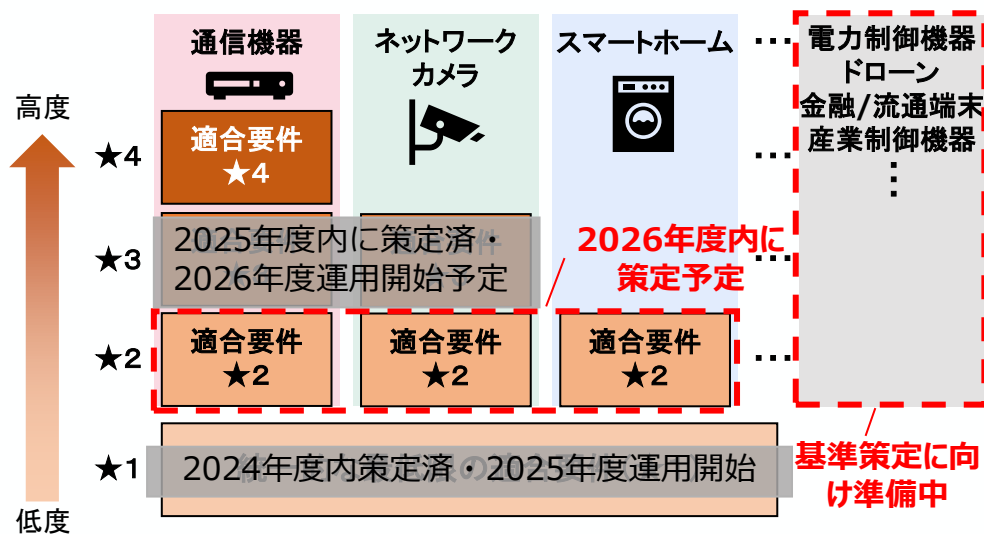 通信機器
ネットワーク
カメラ
スマートホーム
…
電力制御機器
ドローン
金融/流通端末
産業制御機器
…
高度
★4
適合要件
★4
…
★3
2025年度内に策定済・
2026年度運用開始予定
2026年度内に
策定予定
…
★2
適合要件
★2
適合要件
★2
適合要件
★2
…
★1
2024年度内策定済・2025年度運用開始
基準策定に向
け準備中
低度